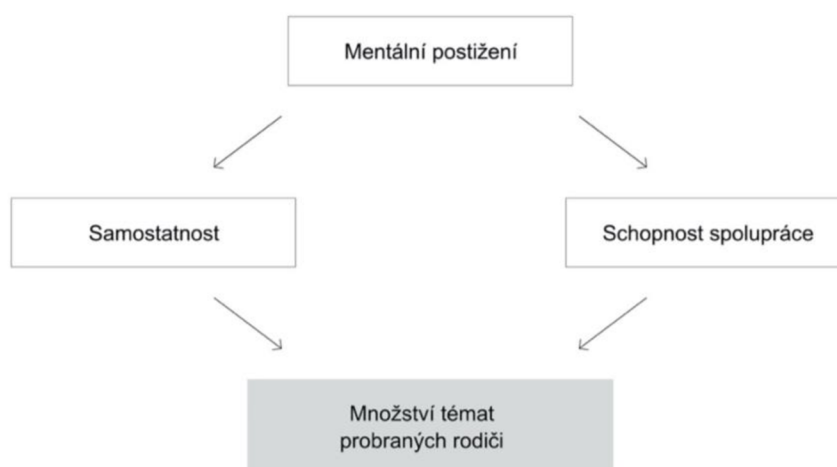 Mentální postižení
Samostatnost
Schopnost spolupráce
Množství témat
probraných rodiči